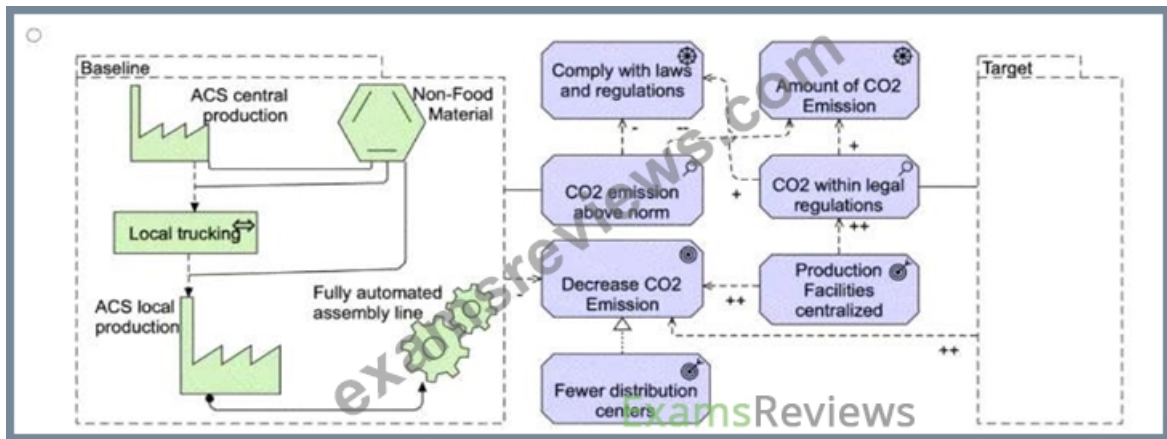 Baseline
ACS central
production
Non-Food
Material
Local trucking
ACS local
production
Fully automated
assembly line
Comply with laws
and regulations
Amount of CO2
Emission
-
--
+
CO2 emission
above norm
CO2 within legal
regulations
+
++
-
Decrease CO2
Emission
++
Production
Facilities
centralized
++
Fewer distribution
centers
Target
examsreviews.com
ExamsReviews